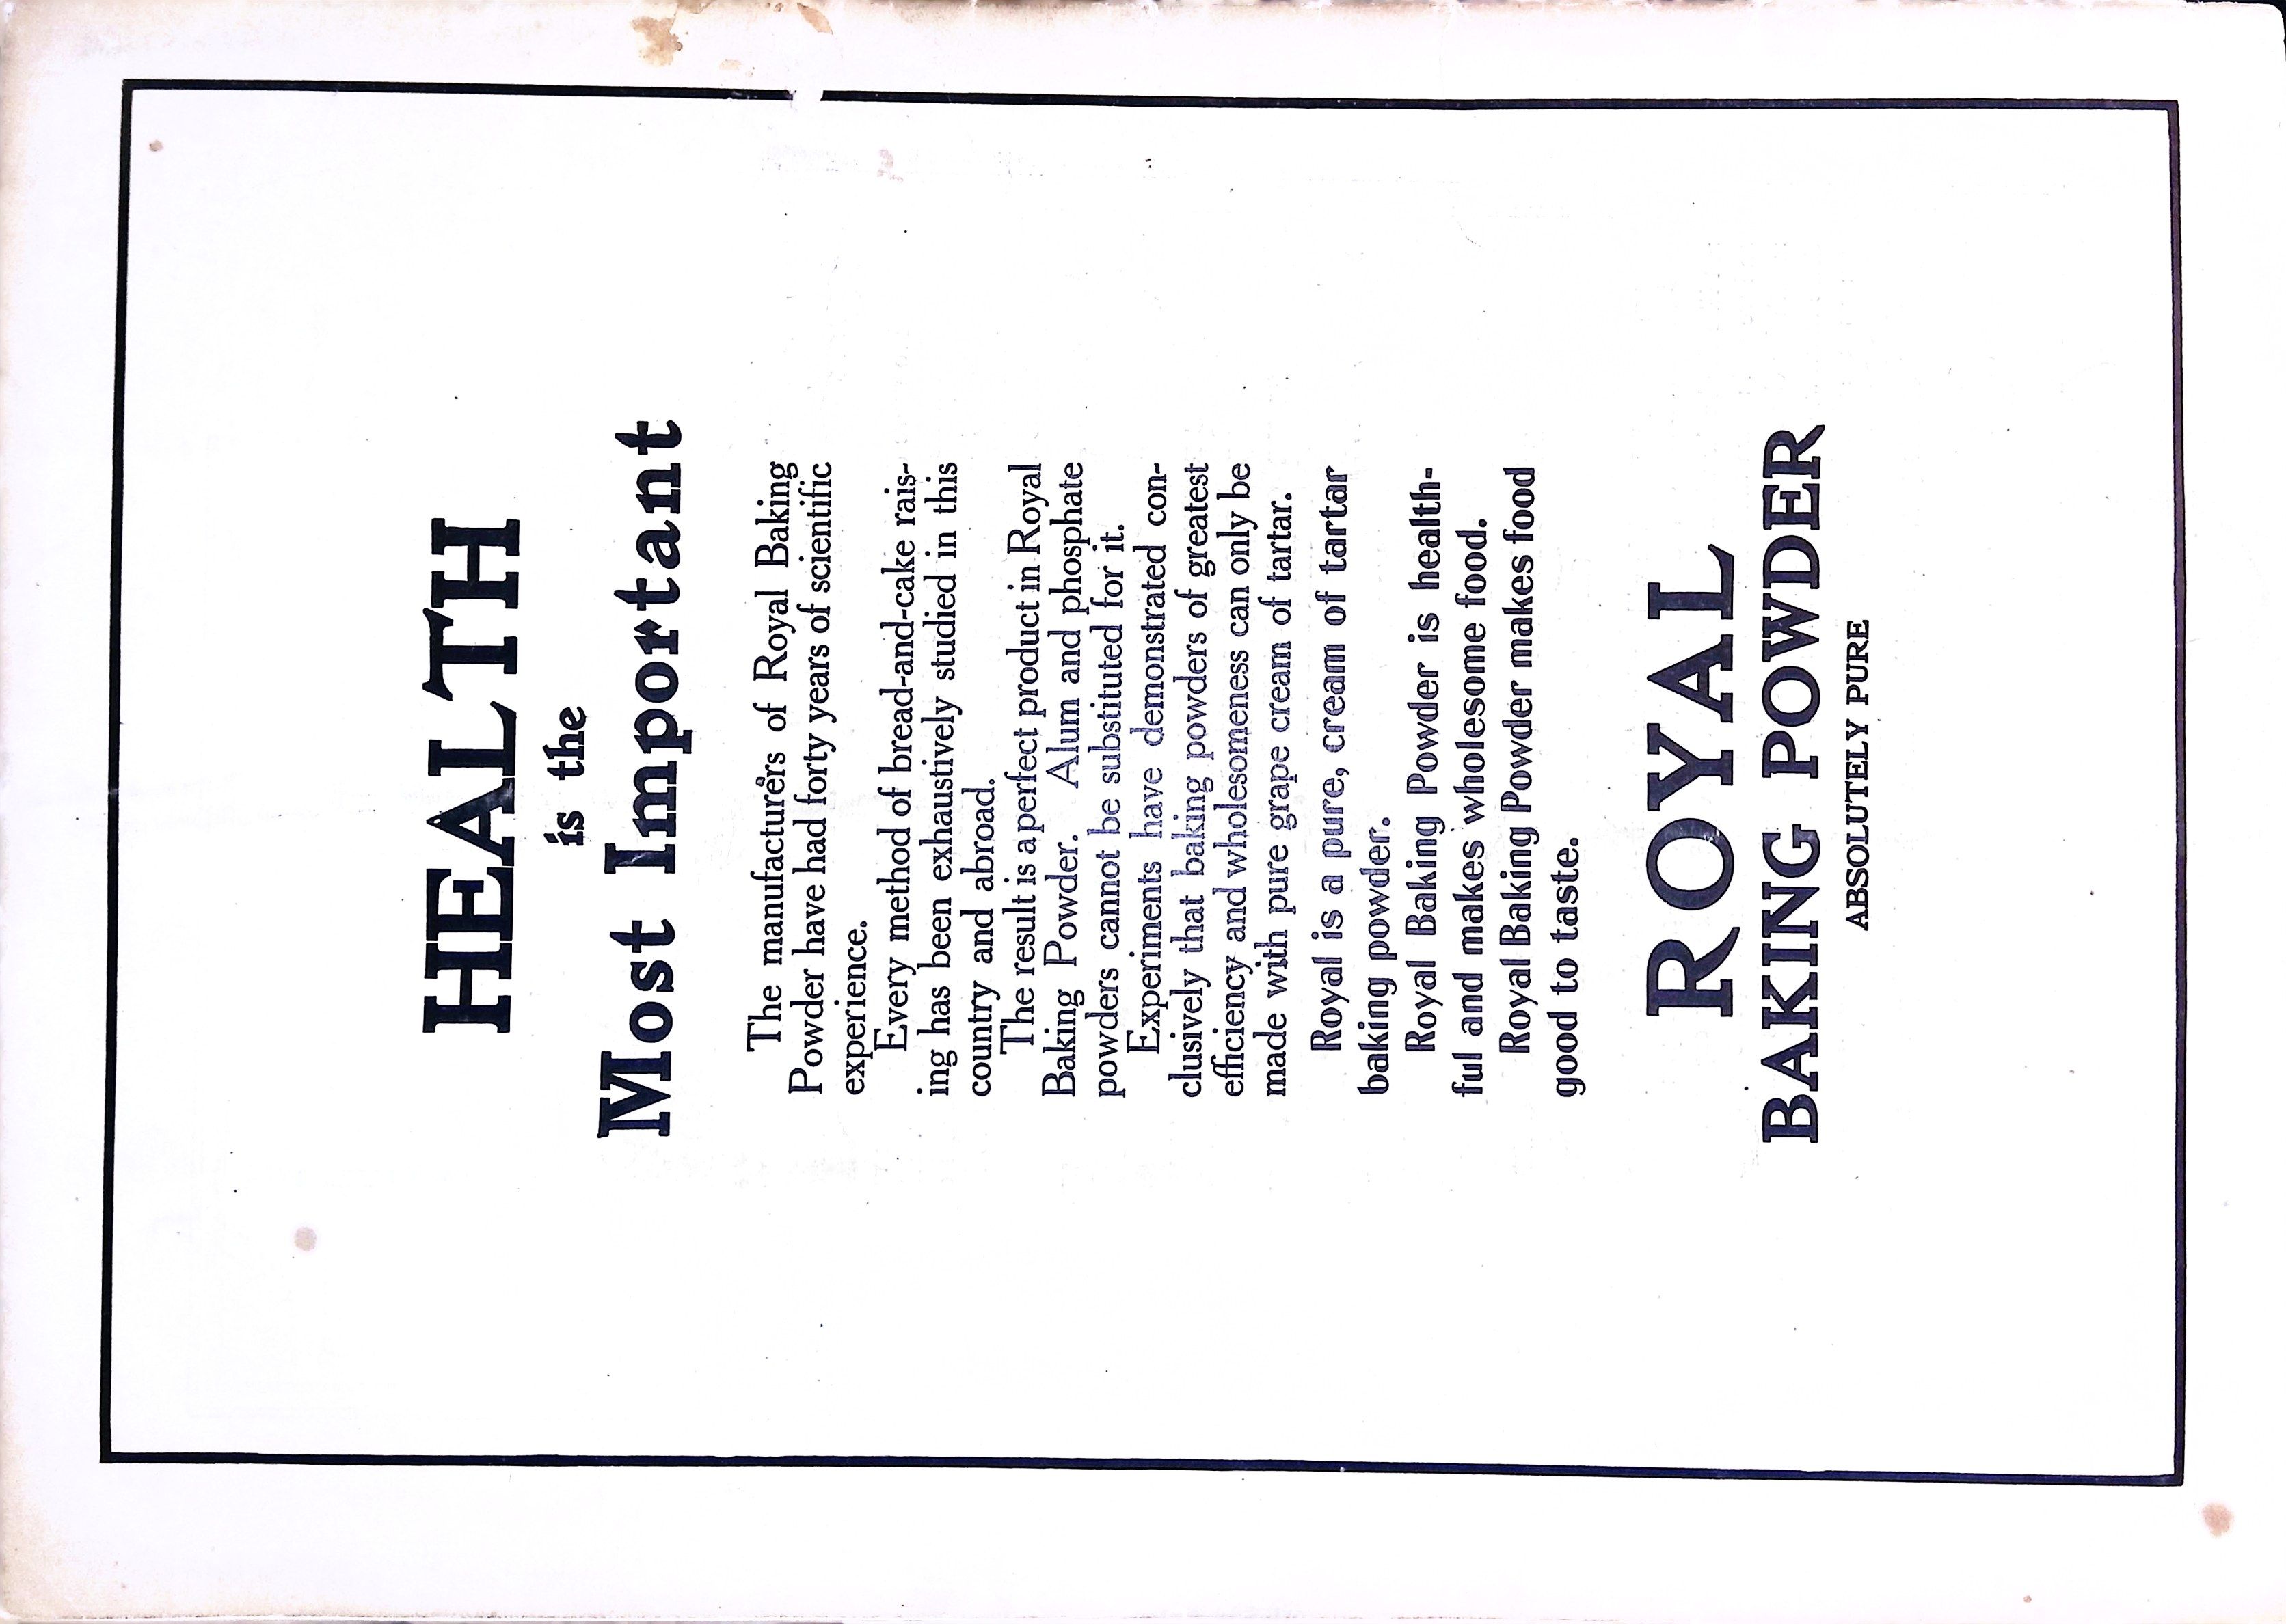 HEALTH
is the
Most Important
The manufacturers of Royal Baking
Powder have had forty years of scientific
experience.
Every method of bread-and-cake rais-
ing has been exhaustively studied in this
country and abroad.
The result is a perfect product in Royal
Baking Powder. Alum and phosphate
powders cannot be substituted for it.
Experiments have demonstrated con-
clusively that baking powders of greatest
efficiency and wholesomeness can only be
made with pure grape cream of tartar.
Royal is a pure, cream of tartar
baking powder.
Royal Baking Powder is health-
ful and makes wholesome food.
Royal Baking Powder makes food
good to taste.
ROYAL
BAKING POWDER
ABSOLUTELY PURE